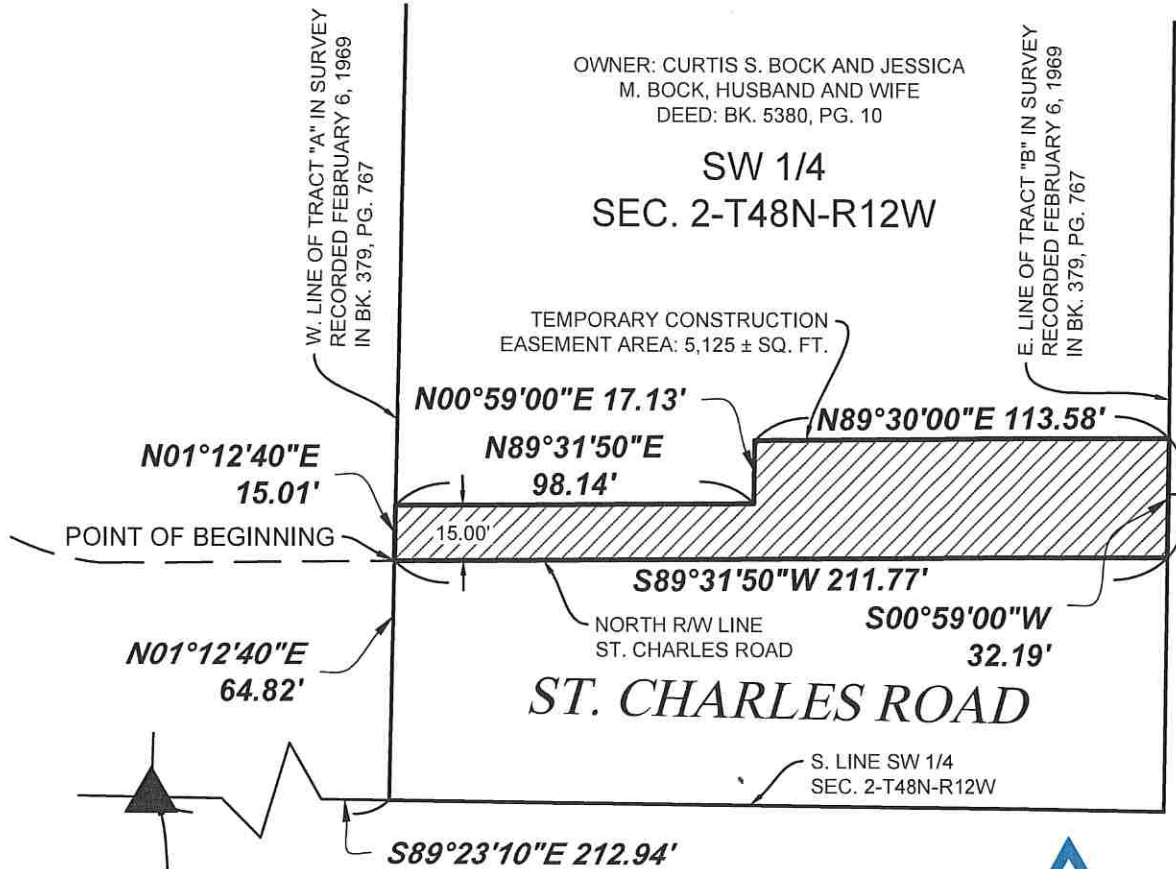 W. LINE OF TRACT "A" IN SURVEY
RECORDED FEBRUARY 6, 1969
IN BK. 379, PG. 767
OWNER: CURTIS S. BOCK AND JESSICA
M. BOCK, HUSBAND AND WIFE
DEED: BK. 5380, PG. 10
SW 1/4
SEC. 2-T48N-R12W
E. LINE OF TRACT "B" IN SURVEY
RECORDED FEBRUARY 6, 1969
IN BK. 379, PG. 767
TEMPORARY CONSTRUCTION
EASEMENT AREA: 5,125 ± SQ. FT.
N00°59'00"E 17.13'
N89°30'00"E 113.58'
N89°31'50"E
98.14'
N01°12'40"E
15.01'
15.00'
POINT OF BEGINNING
S89°31'50"W 211.77'
NORTH R/W LINE
ST. CHARLES ROAD
S00°59'00"W
32.19'
N01°12'40"E
64.82'
ST. CHARLES ROAD
S. LINE SW 1/4
SEC. 2-T48N-R12W
S89°23'10"E 212.94'